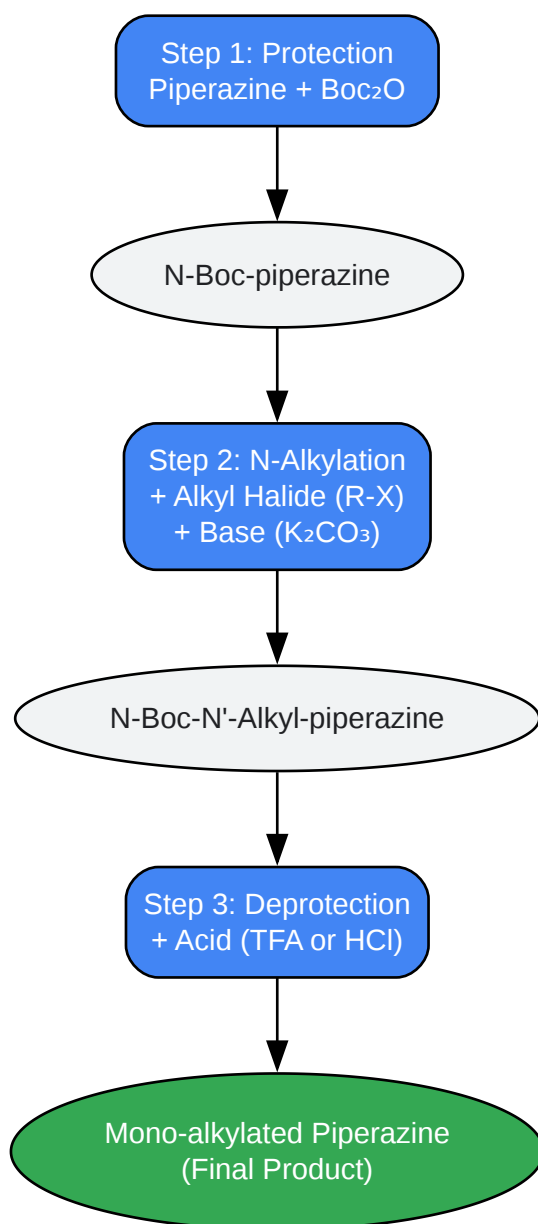 Step 1: Protection
Piperazine + Boc₂O
N-Boc-piperazine
Step 2: N-Alkylation
+ Alkyl Halide (R-X)
+ Base (K₂CO₃)
N-Boc-N'-Alkyl-piperazine
Step 3: Deprotection
+ Acid (TFA or HCl)
Mono-alkylated Piperazine
(Final Product)